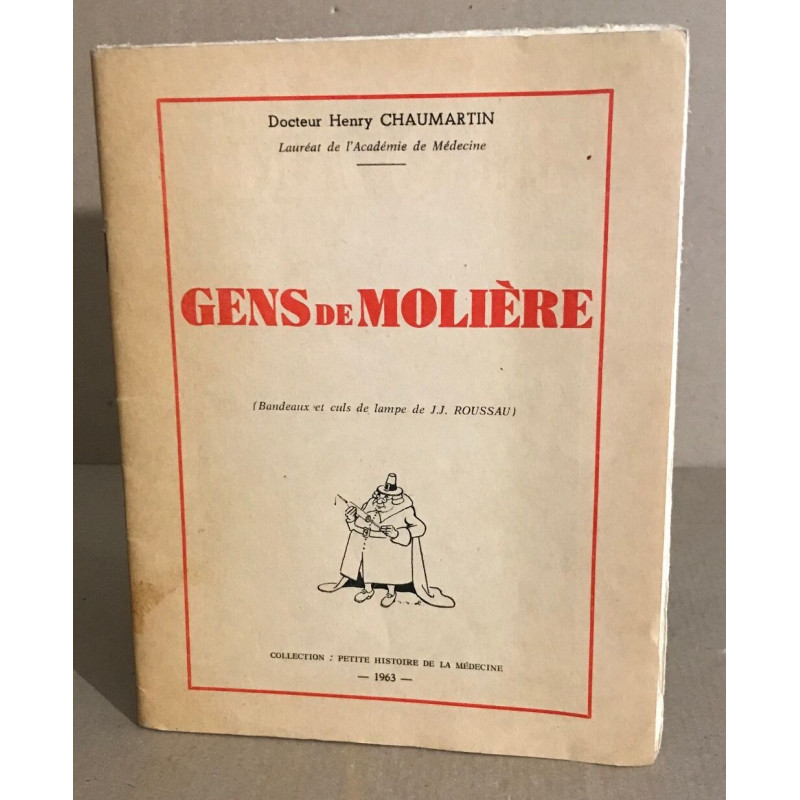 Docteur Henry CHAUMARTIN
Lauréat de l'Académie de Médecine
GENS DE MOLIÈRE
(Bandeaux et culs de lampe de J.J. ROUSSAU)
COLLECTION : PETITE HISTOIRE DE LA MÉDECINE
— 1963 —